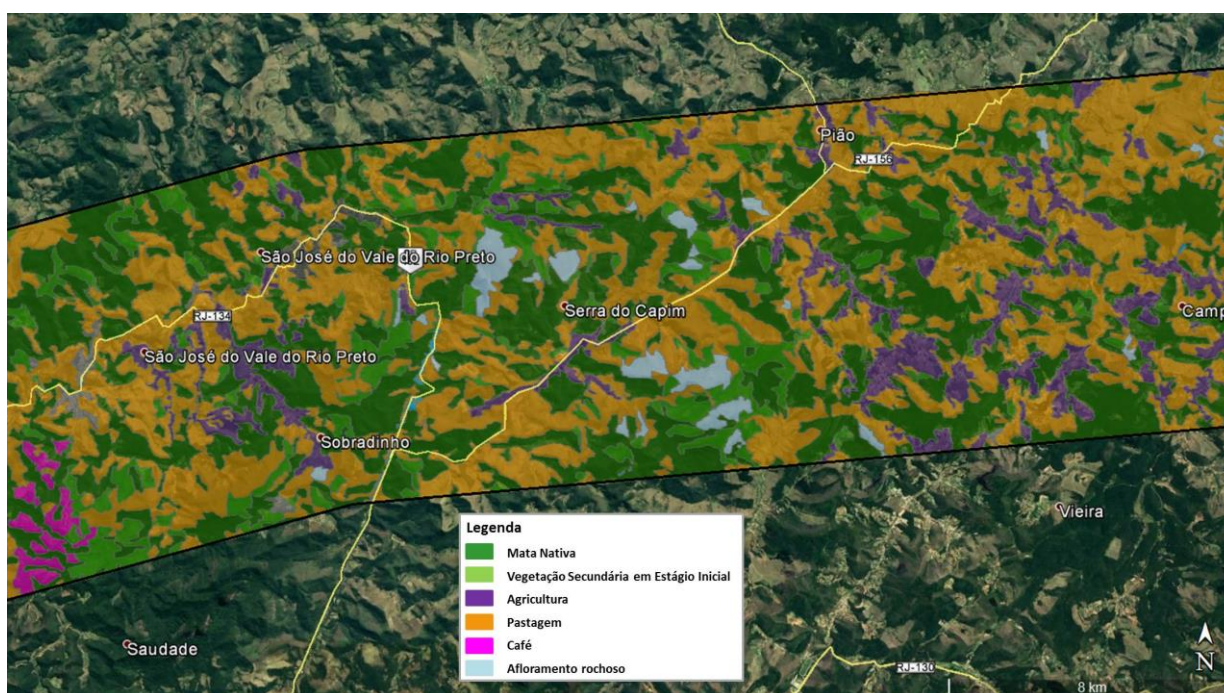 Pião
RJ-156
São José do Vale do Rio Preto
Serra do Capim
Camp
RJ-134
São José do Vale do Rio Preto
Sobradinho
Vieira
Saudade
Legenda
Mata Nativa
Vegetação Secundária em Estágio Inicial
Agricultura
Pastagem
Café
Afloramento rochoso
N
RJ-130
8 km